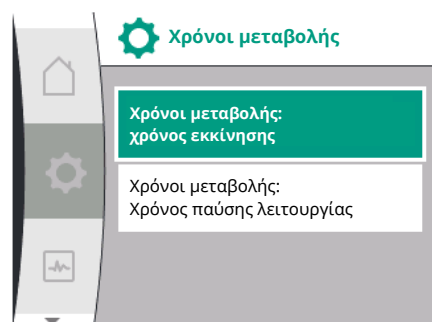 Χρόνοι μεταβολής
Χρόνοι μεταβολής:
χρόνος εκκίνησης
Χρόνοι μεταβολής:
Χρόνος παύσης λειτουργίας